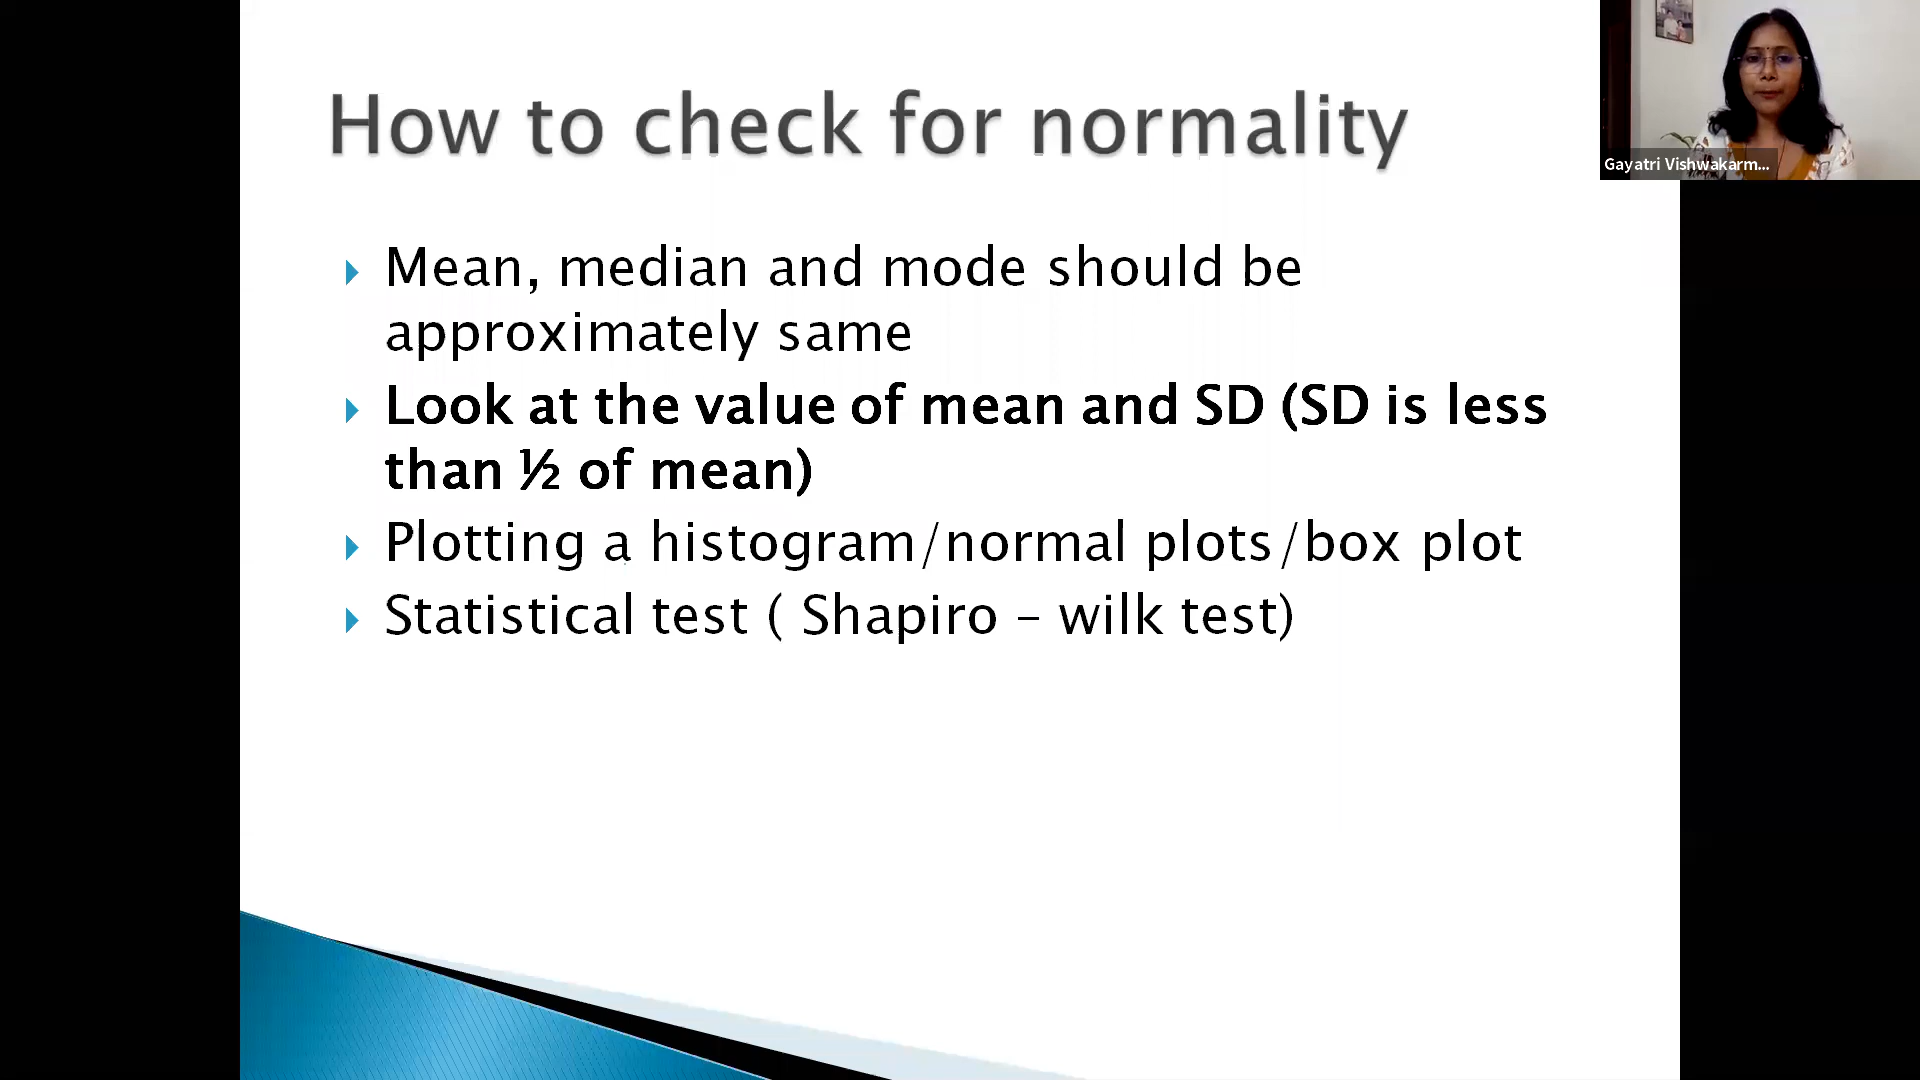 How to check for normality
Gayatri Vishwakarm...
Mean, median and mode should be
approximately same
Look at the value of mean and SD (SD is less
than ½ of mean)
Plotting a histogram/normal plots/box plot
Statistical test ( Shapiro – wilk test)